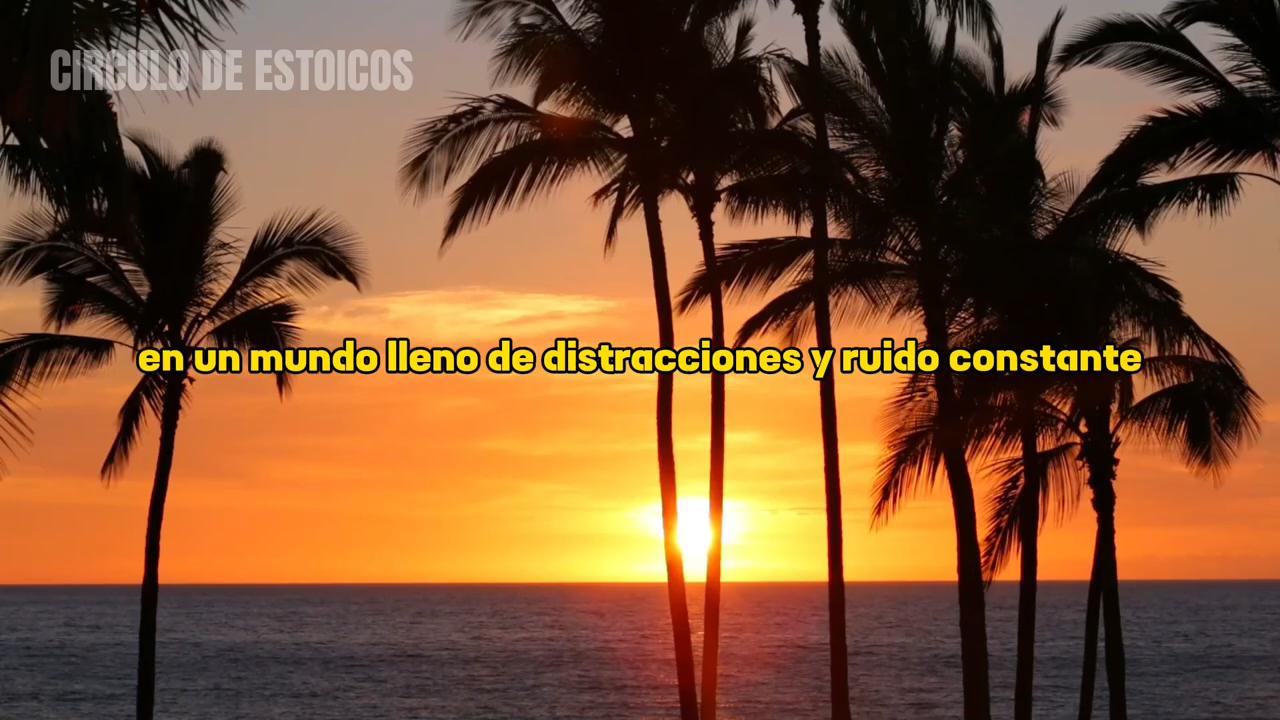 CIRCULO DE ESTOICOS
en un mundo lleno de distracciones y ruido constante